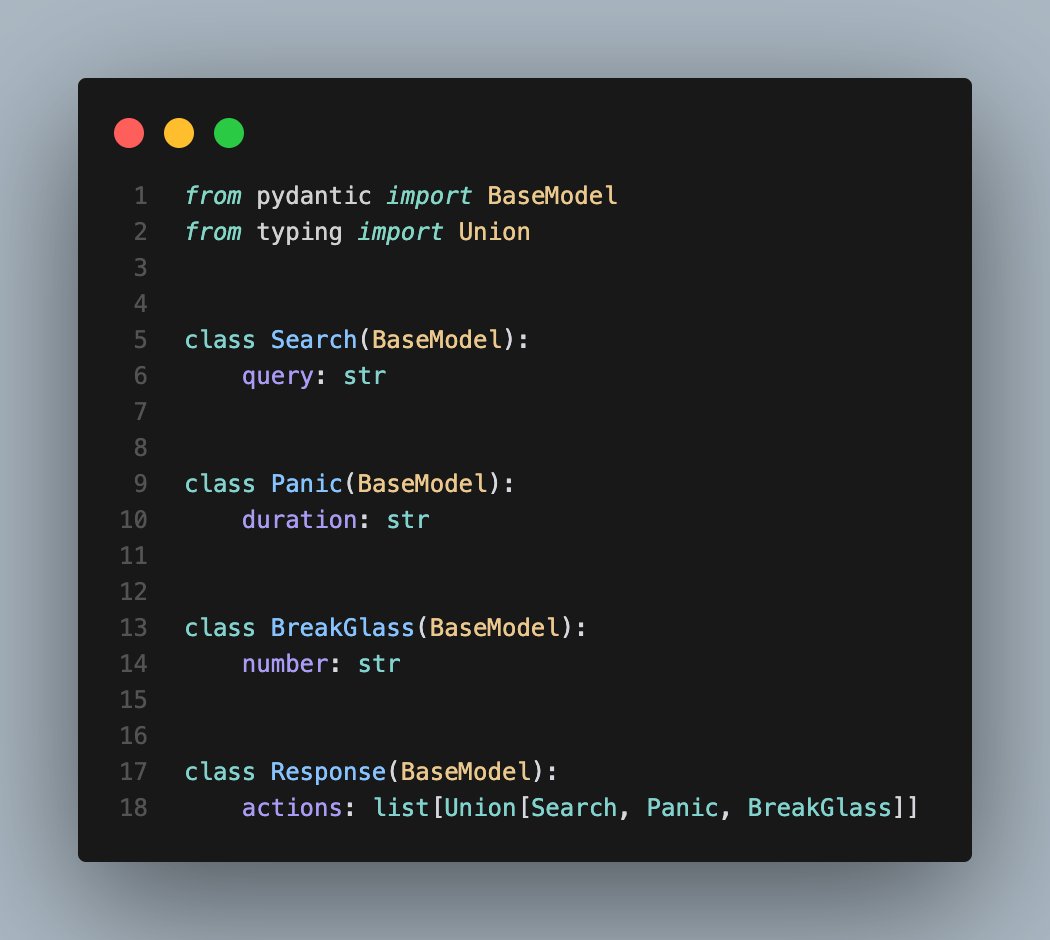 1 from pydantic import BaseModel
2 from typing import Union
3
4
5 class Search(BaseModel):
6     query: str
7
8
9 class Panic(BaseModel):
10     duration: str
11
12
13 class BreakGlass(BaseModel):
14     number: str
15
16
17 class Response(BaseModel):
18     actions: list[Union[Search, Panic, BreakGlass]]